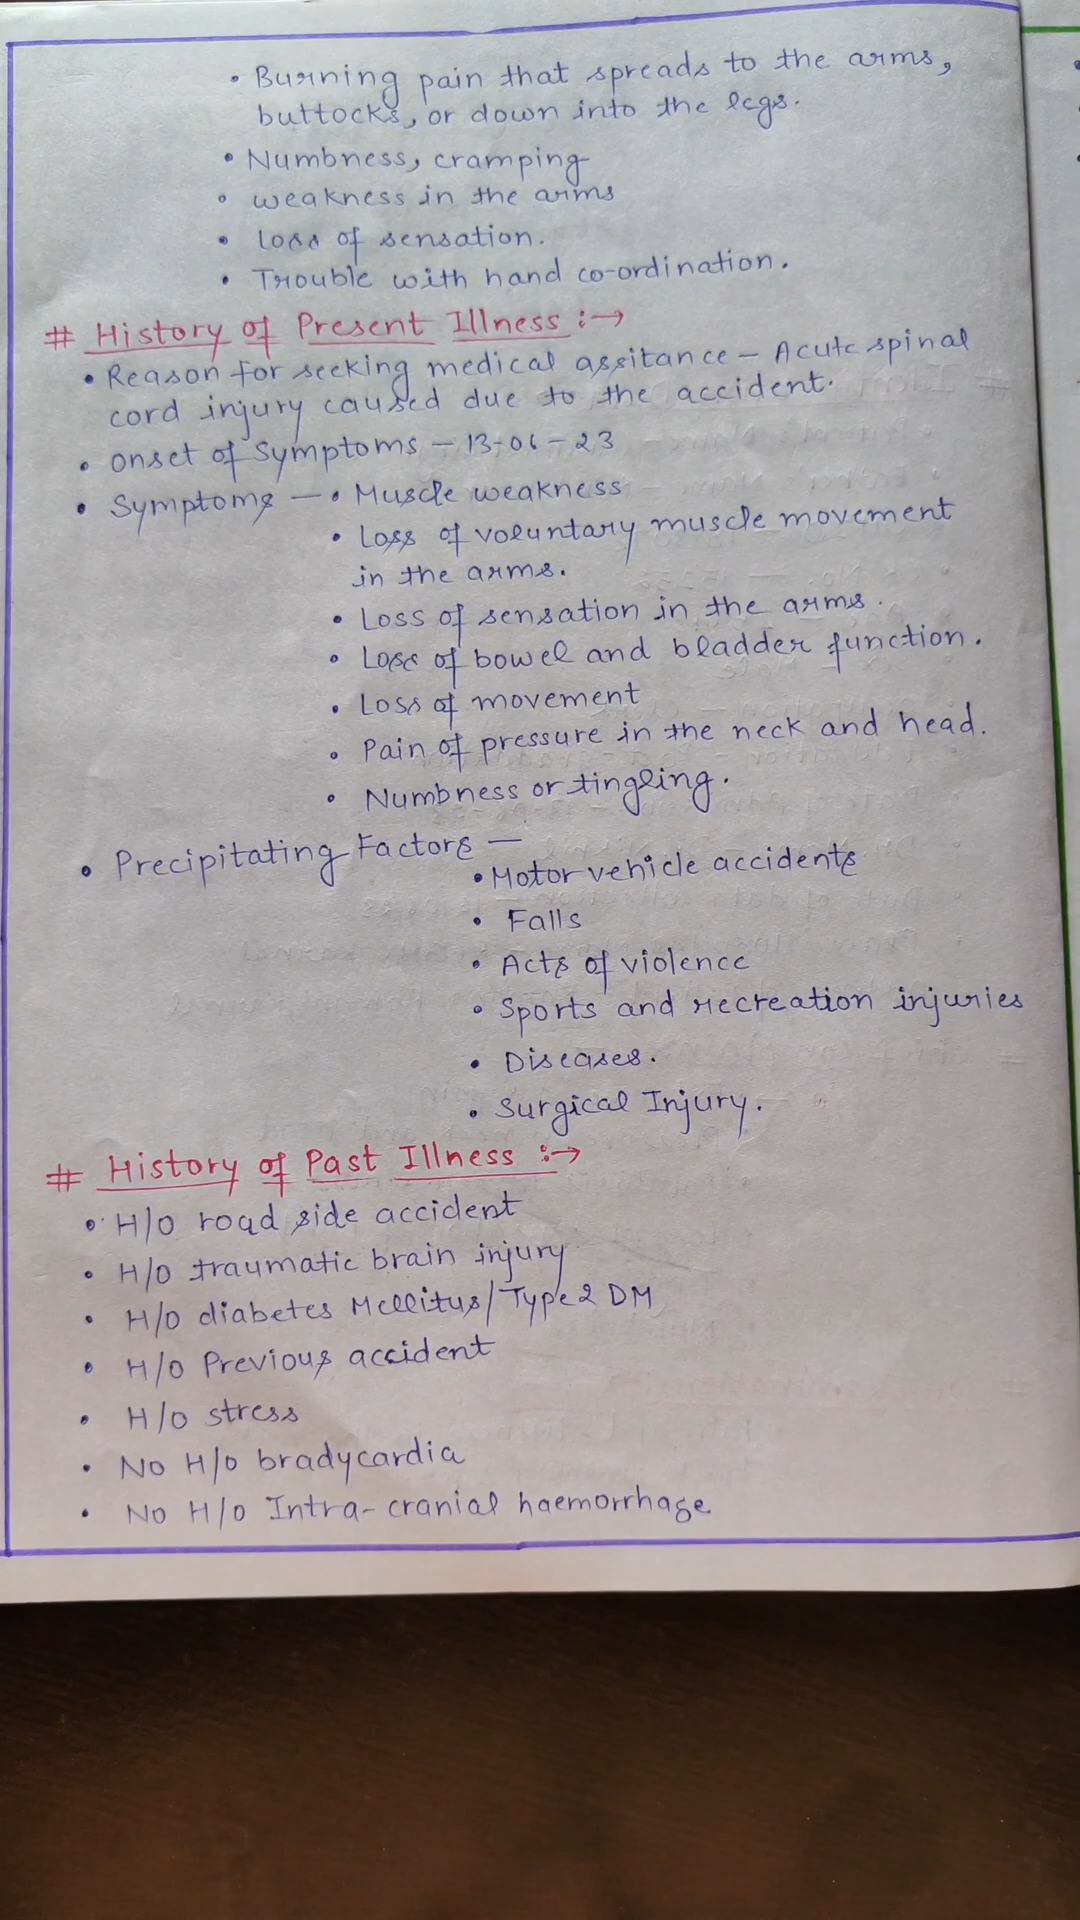 • Burning pain that spreads to the arms,
buttocks, or down into the legs.
• Numbness, cramping
• weakness in the arms
• Loss of sensation.
• Trouble with hand co-ordination.
# History of Present Illness :→
• Reason for seeking medical assitance - Acute spinal
cord injury caused due to the accident.
• onset of Symptoms - 13-06-23
• Symptoms - • Muscle weakness
• Loss of voluntary muscle movement
in the arms.
• Loss of sensation in the arms.
• Loss of bowel and bladder function.
• Loss of movement
• Pain of pressure in the neck and head.
• Numbness or tingling.
• Precipitating Factors -
• Motor vehicle accidents
• Falls
• Acts of violence
• Sports and recreation injuries
• Diseases.
• Surgical Injury.
# History of Past Illness :→
• H/O road side accident
• H/O traumatic brain injury
• H/O diabetes Mellitus/Type 2 DM
• H/O Previous accident
• H/O stress
• No H/O bradycardia
• No H/O Intra-cranial haemorrhage